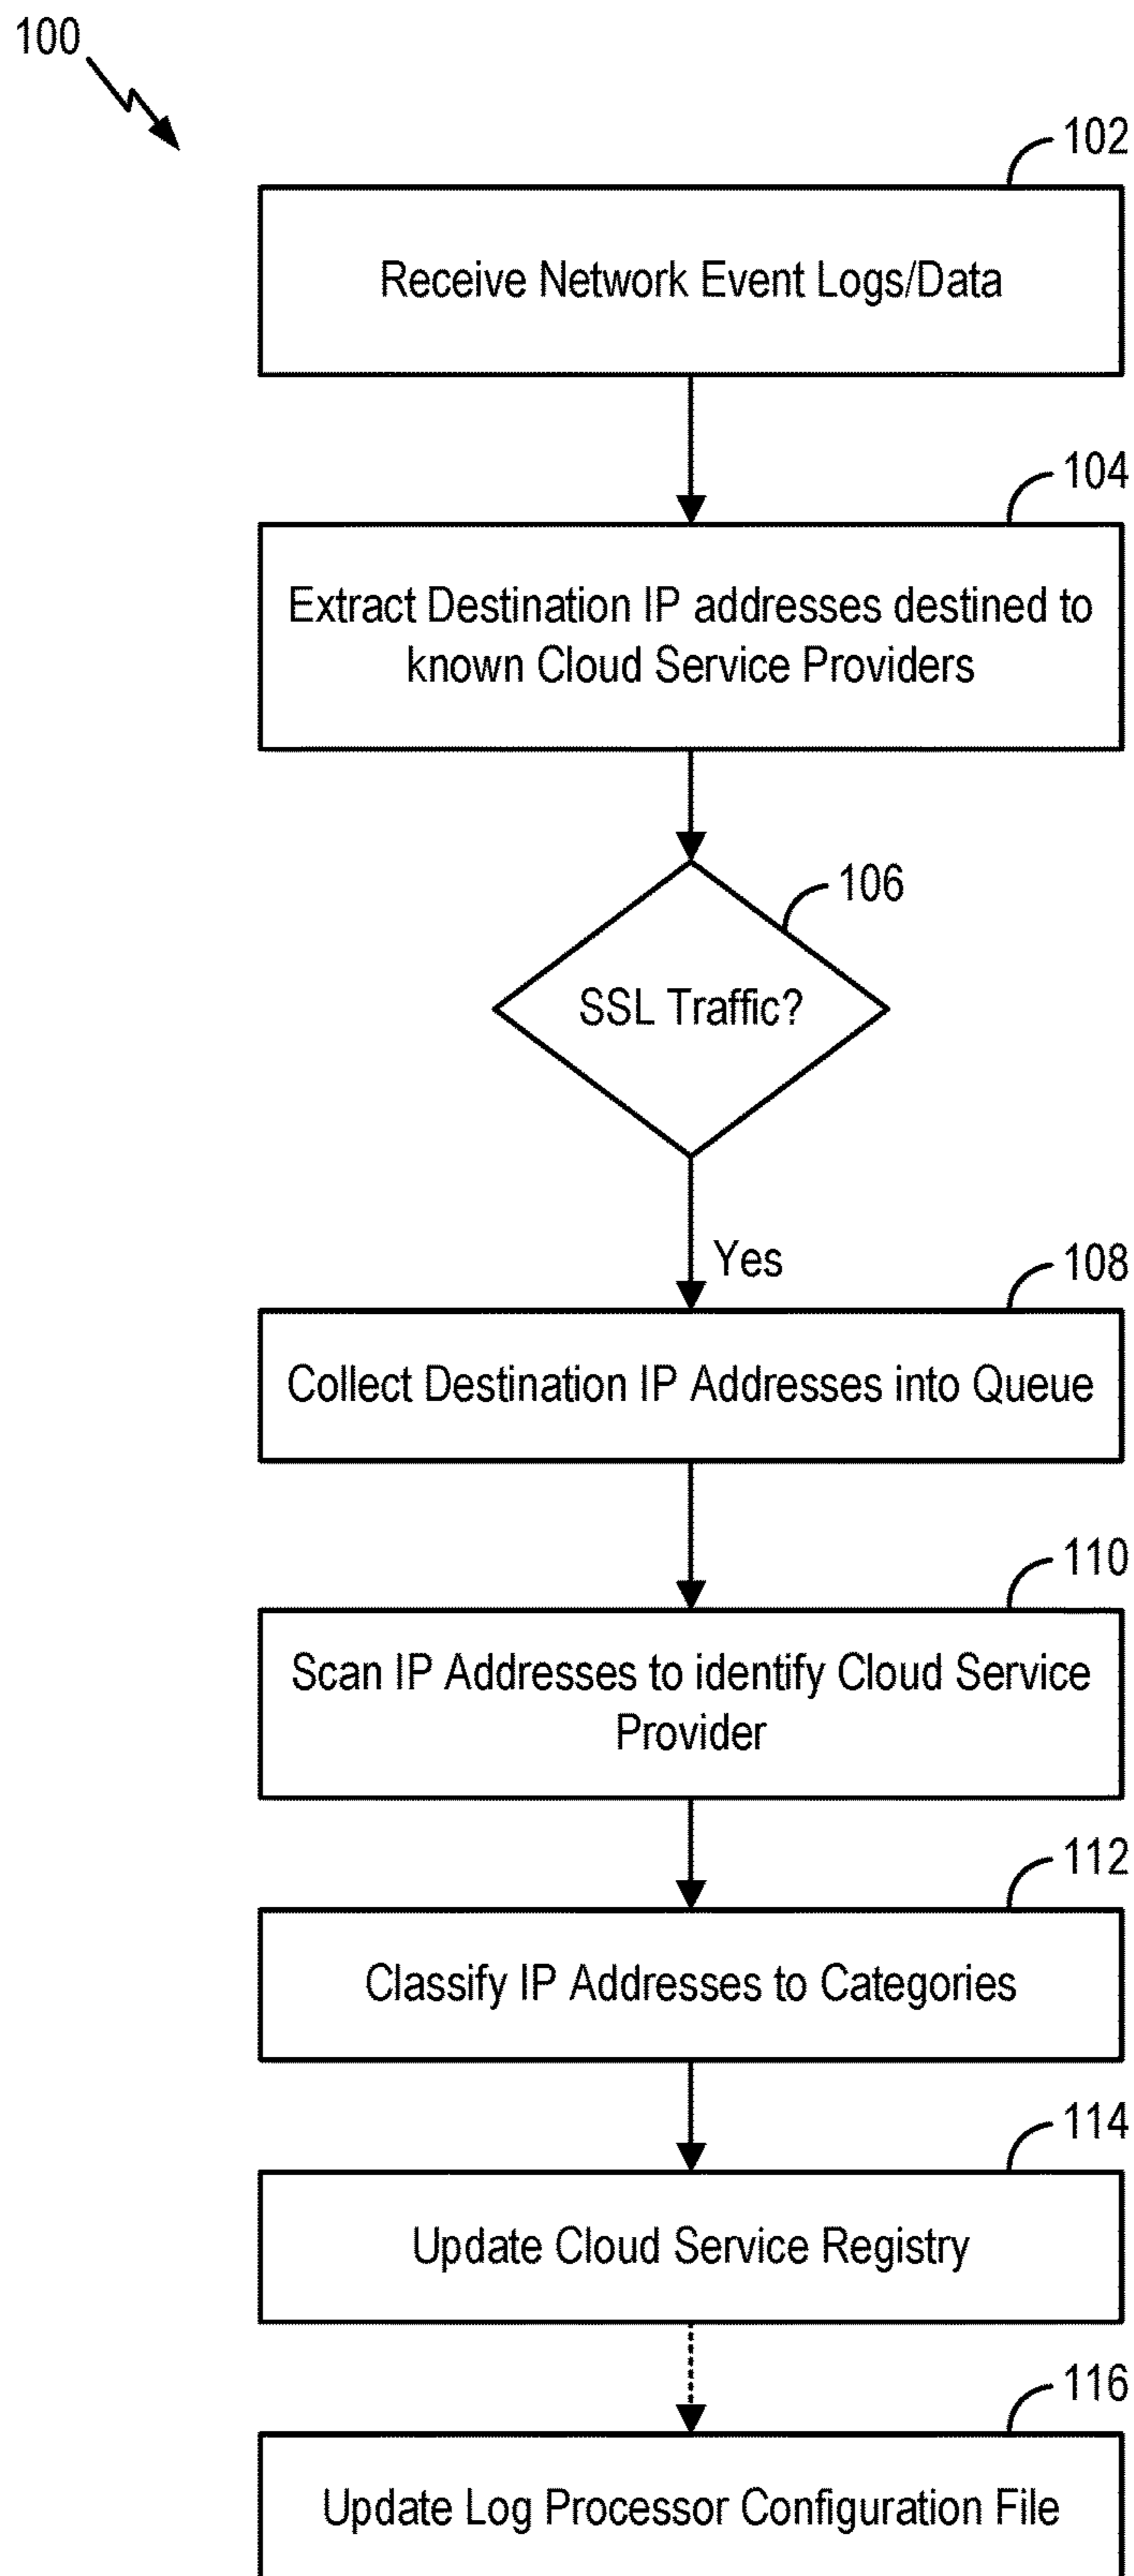 100
102
Receive Network Event Logs/Data
104
Extract Destination IP addresses destined to
known Cloud Service Providers
106
SSL Traffic?
Yes
108
Collect Destination IP Addresses into Queue
110
Scan IP Addresses to identify Cloud Service
Provider
112
Classify IP Addresses to Categories
114
Update Cloud Service Registry
116
Update Log Processor Configuration File